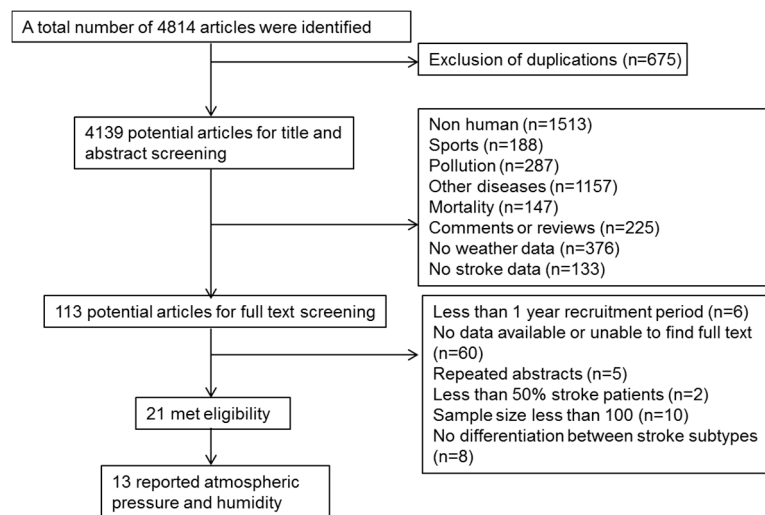 A total number of 4814 articles were identified
Exclusion of duplications (n=675)
4139 potential articles for title and
abstract screening
Non human (n=1513)
Sports (n=188)
Pollution (n=287)
Other diseases (n=1157)
Mortality (n=147)
Comments or reviews (n=225)
No weather data (n=376)
No stroke data (n=133)
113 potential articles for full text screening
Less than 1 year recruitment period (n=6)
No data available or unable to find full text
(n=60)
Repeated abstracts (n=5)
Less than 50% stroke patients (n=2)
Sample size less than 100 (n=10)
No differentiation between stroke subtypes
(n=8)
21 met eligibility
13 reported atmospheric
pressure and humidity